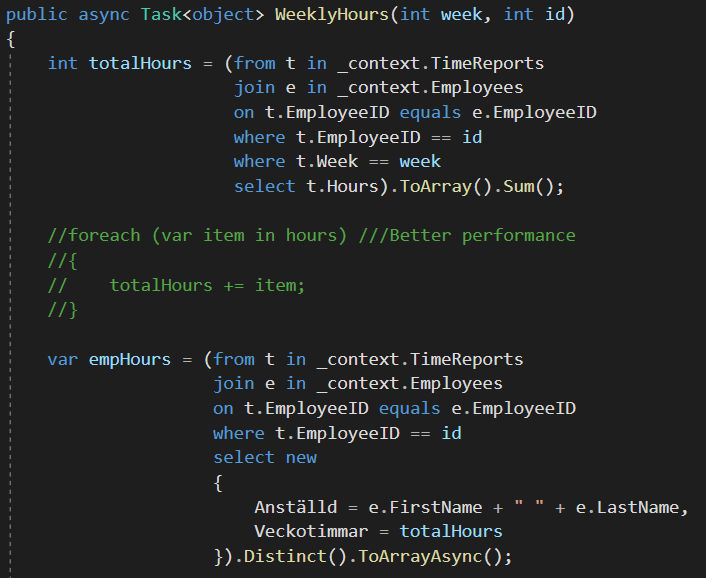 public async Task<object> WeeklyHours(int week, int id)
{
    int totalHours = (from t in _context.TimeReports
                      join e in _context.Employees
                      on t.EmployeeID equals e.EmployeeID
                      where t.EmployeeID == id
                      where t.Week == week
                      select t.Hours).ToArray().Sum();
    //foreach (var item in hours) ///Better performance
    //{
    //    totalHours += item;
    //}
    var empHours = (from t in _context.TimeReports
                    join e in _context.Employees
                    on t.EmployeeID equals e.EmployeeID
                    where t.EmployeeID == id
                    select new
                    {
                        Anställd = e.FirstName + " " + e.LastName,
                        Veckotimmar = totalHours
                    }).Distinct().ToArrayAsync();